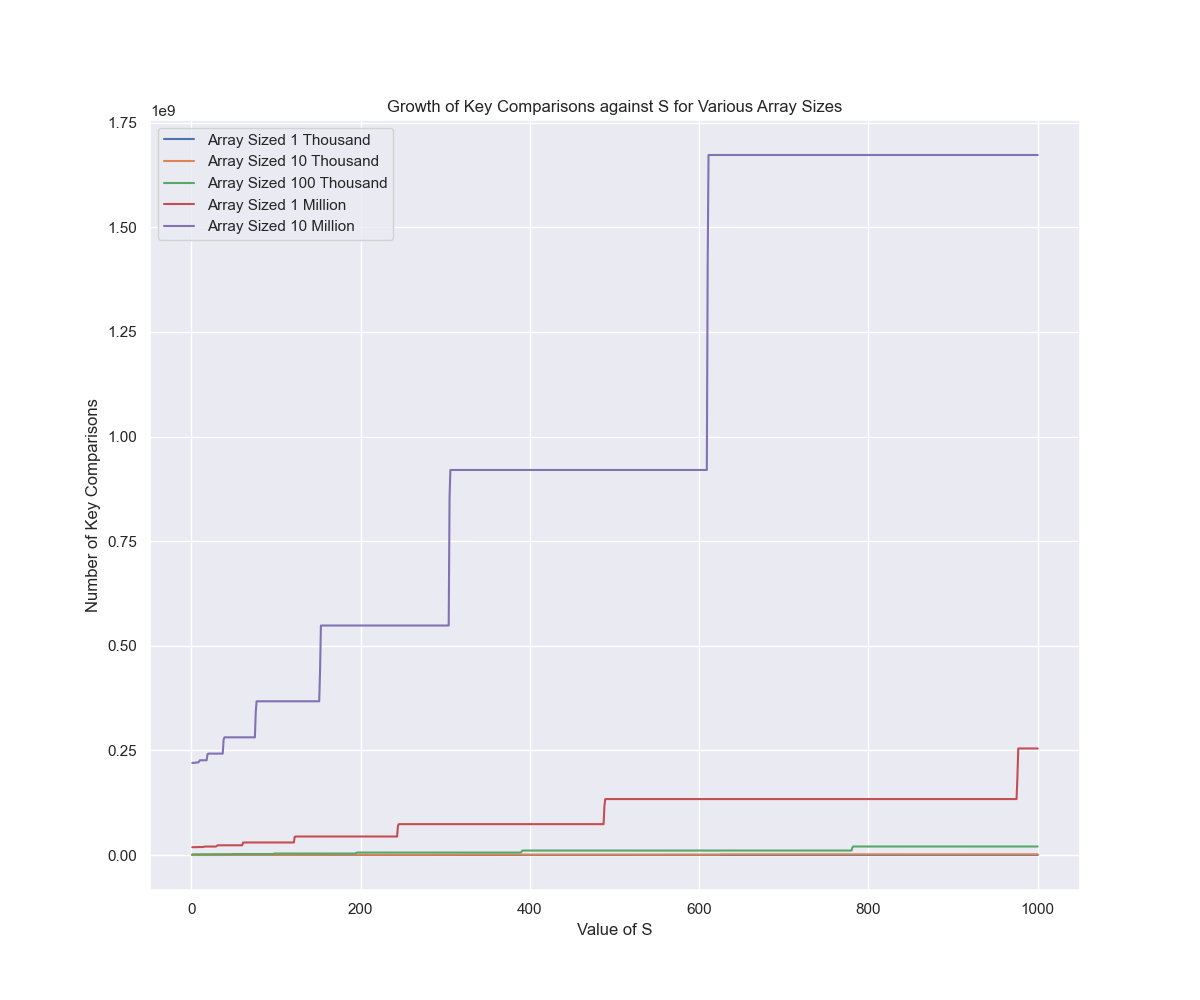 Growth of Key Comparisons against S for Various Array Sizes
1e9
1.75
1.50
1.25
1.00
0.75
0.50
0.25
0.00
Number of Key Comparisons
Array Sized 1 Thousand
Array Sized 10 Thousand
Array Sized 100 Thousand
Array Sized 1 Million
Array Sized 10 Million
0 200 400 600 800 1000
Value of S